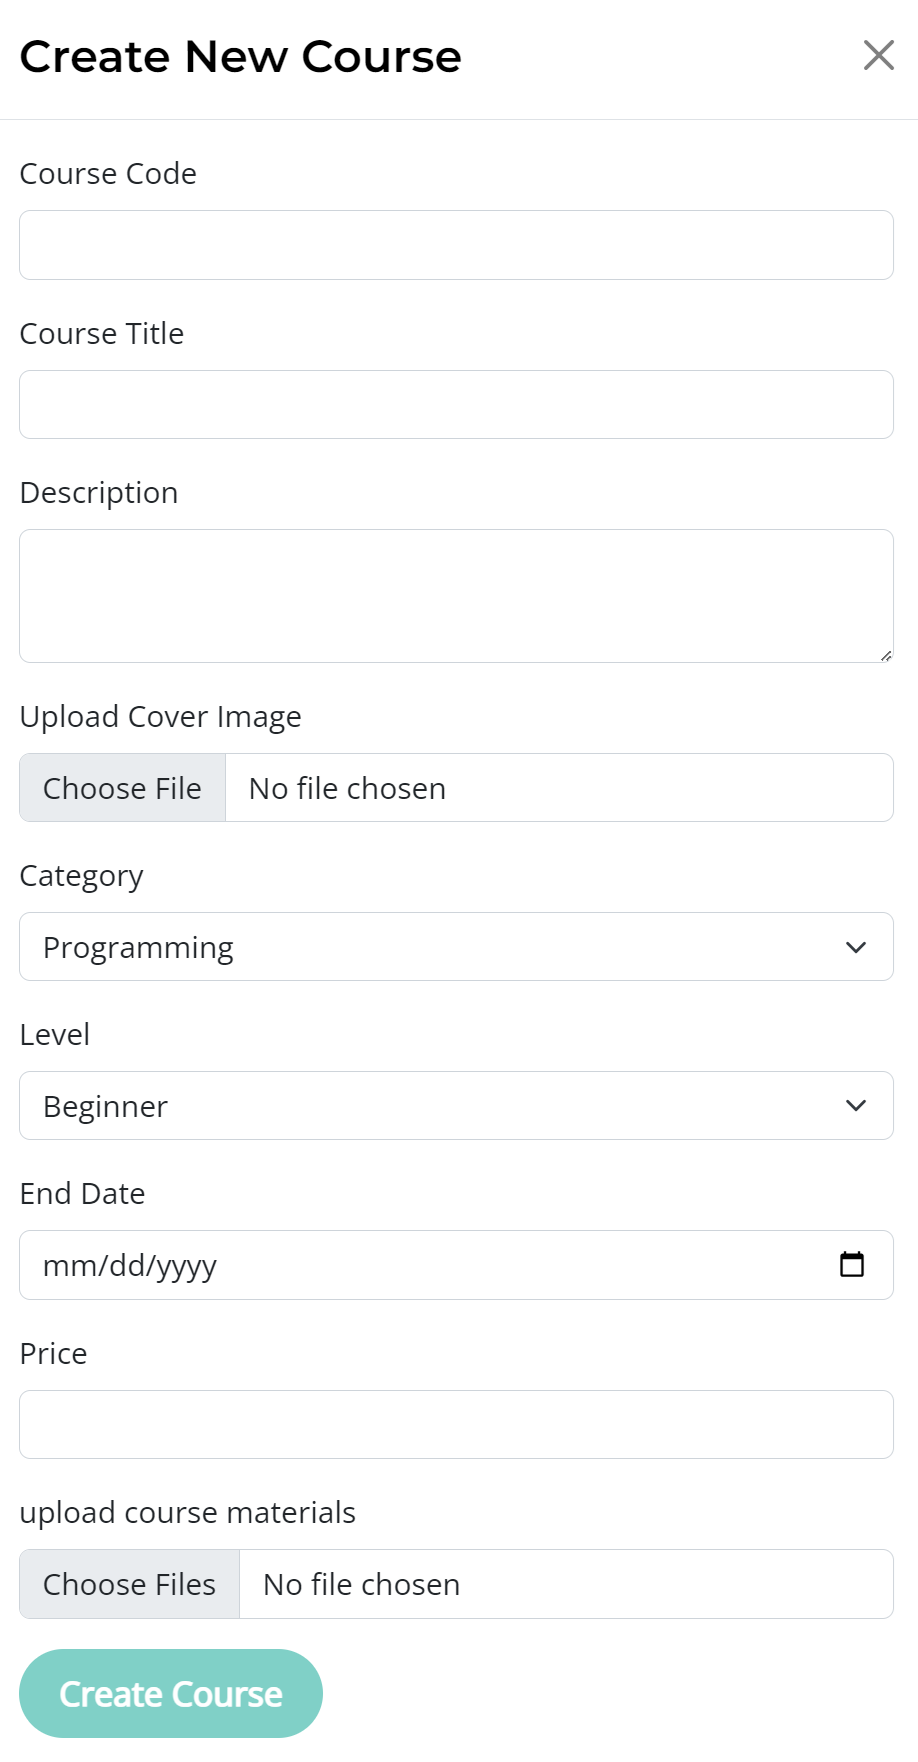 Create New Course
Course Code
Course Title
Description
Upload Cover Image
Choose File No file chosen
Category
Programming
Level
Beginner
End Date
mm/dd/yyyy
Price
upload course materials
Choose Files No file chosen
Create Course